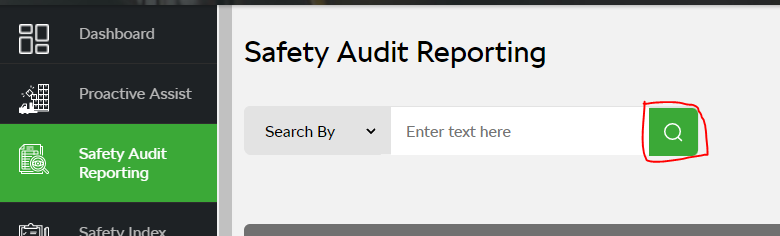 Dashboard
Proactive Assist
Safety Audit
Reporting
Safety Index
Safety Audit Reporting
Search By
Enter text here